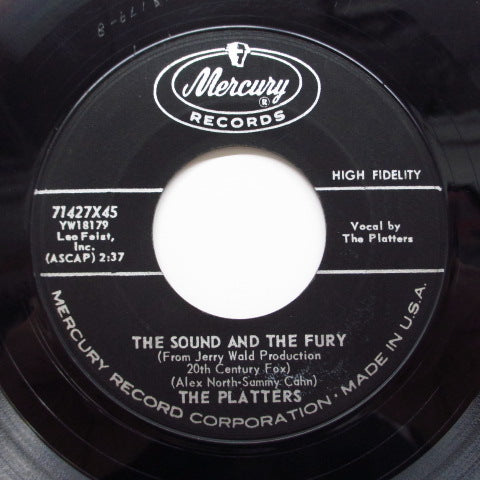 Mercury
®
RECORDS
HIGH FIDELITY
71427X45
YW18179
Leo Feist,
Inc.
(ASCAP) 2:37
Vocal by
The Platters
THE SOUND AND THE FURY
(From Jerry Wald Production
20th Century Fox)
(Alex North-Sammy Cahn)
THE PLATTERS
MERCURY RECORD CORPORATION • MADE IN U.S.A.